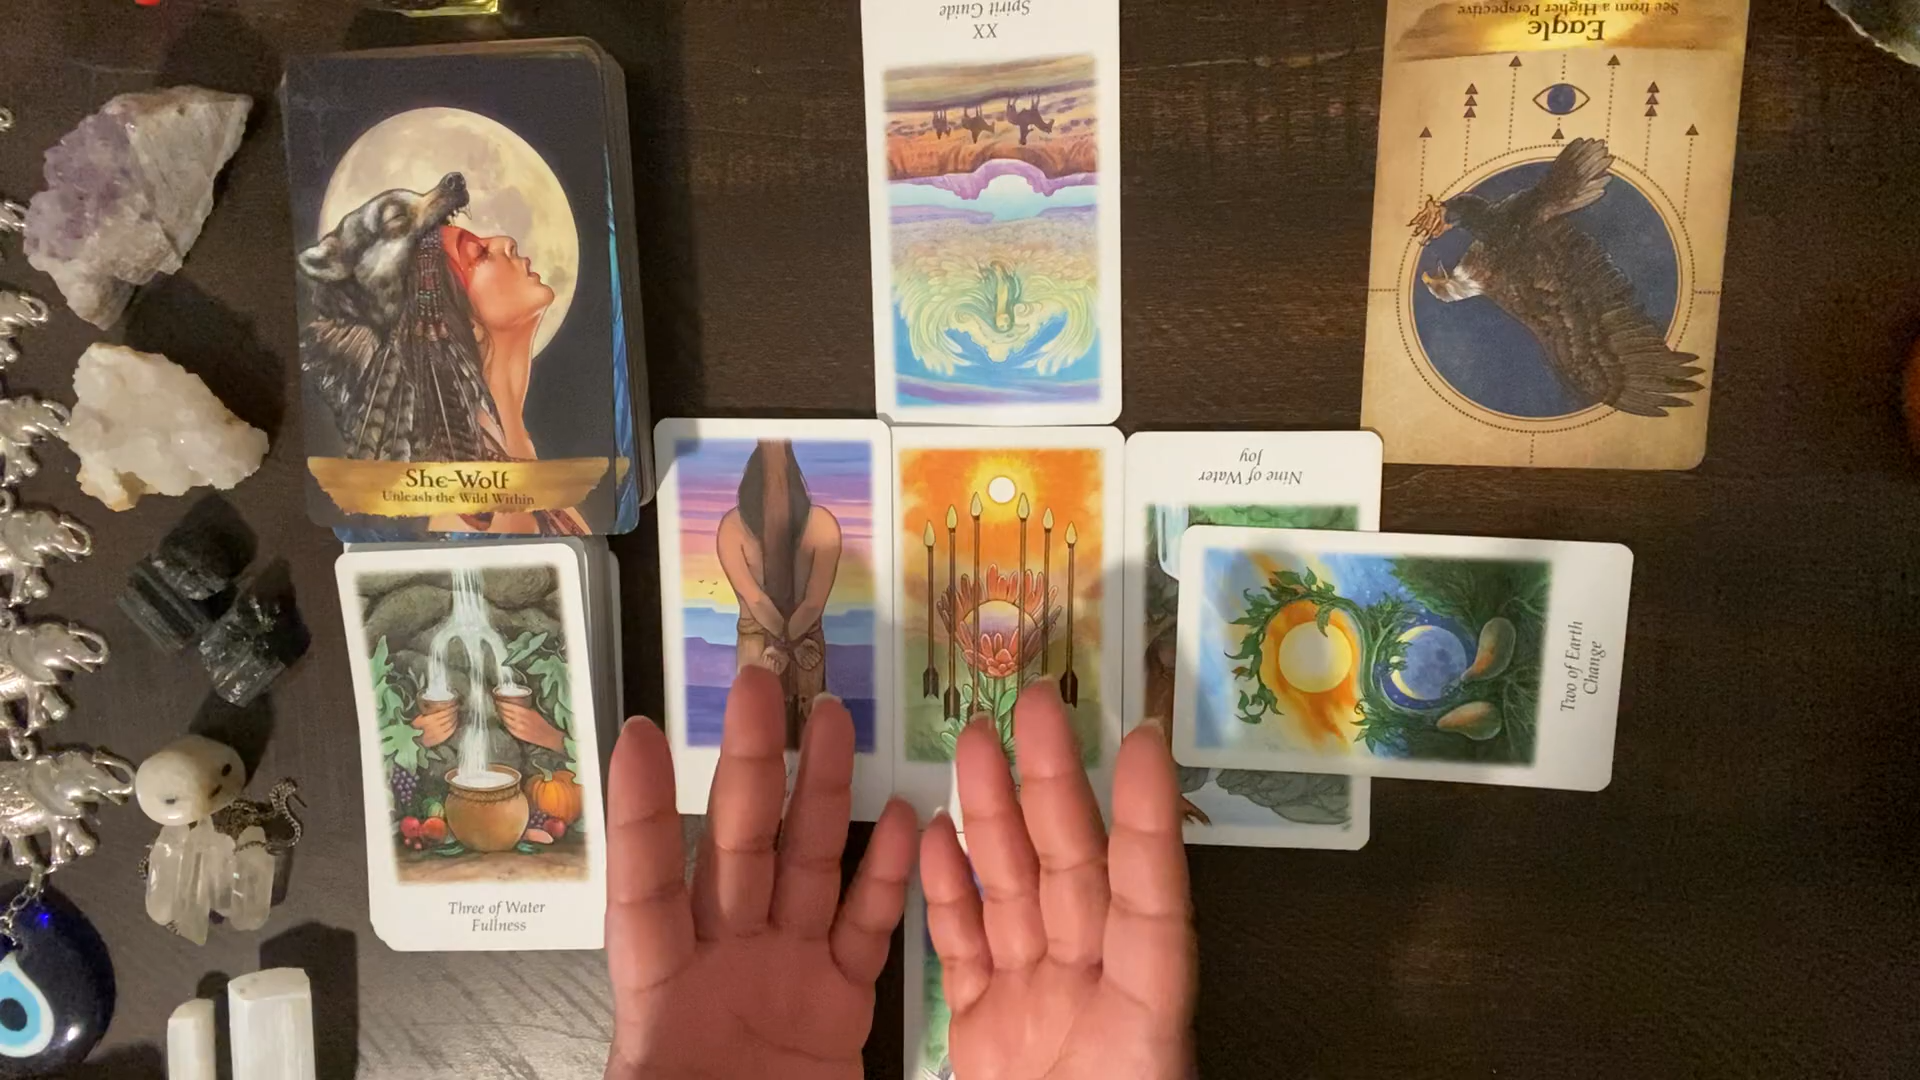 Spirit Guide
XX
See from a Higher Perspective
Eagle
She-Wolf
Unleash the Wild Within
Nine of Water
Joy
Two of Earth
Change
Three of Water
Fullness